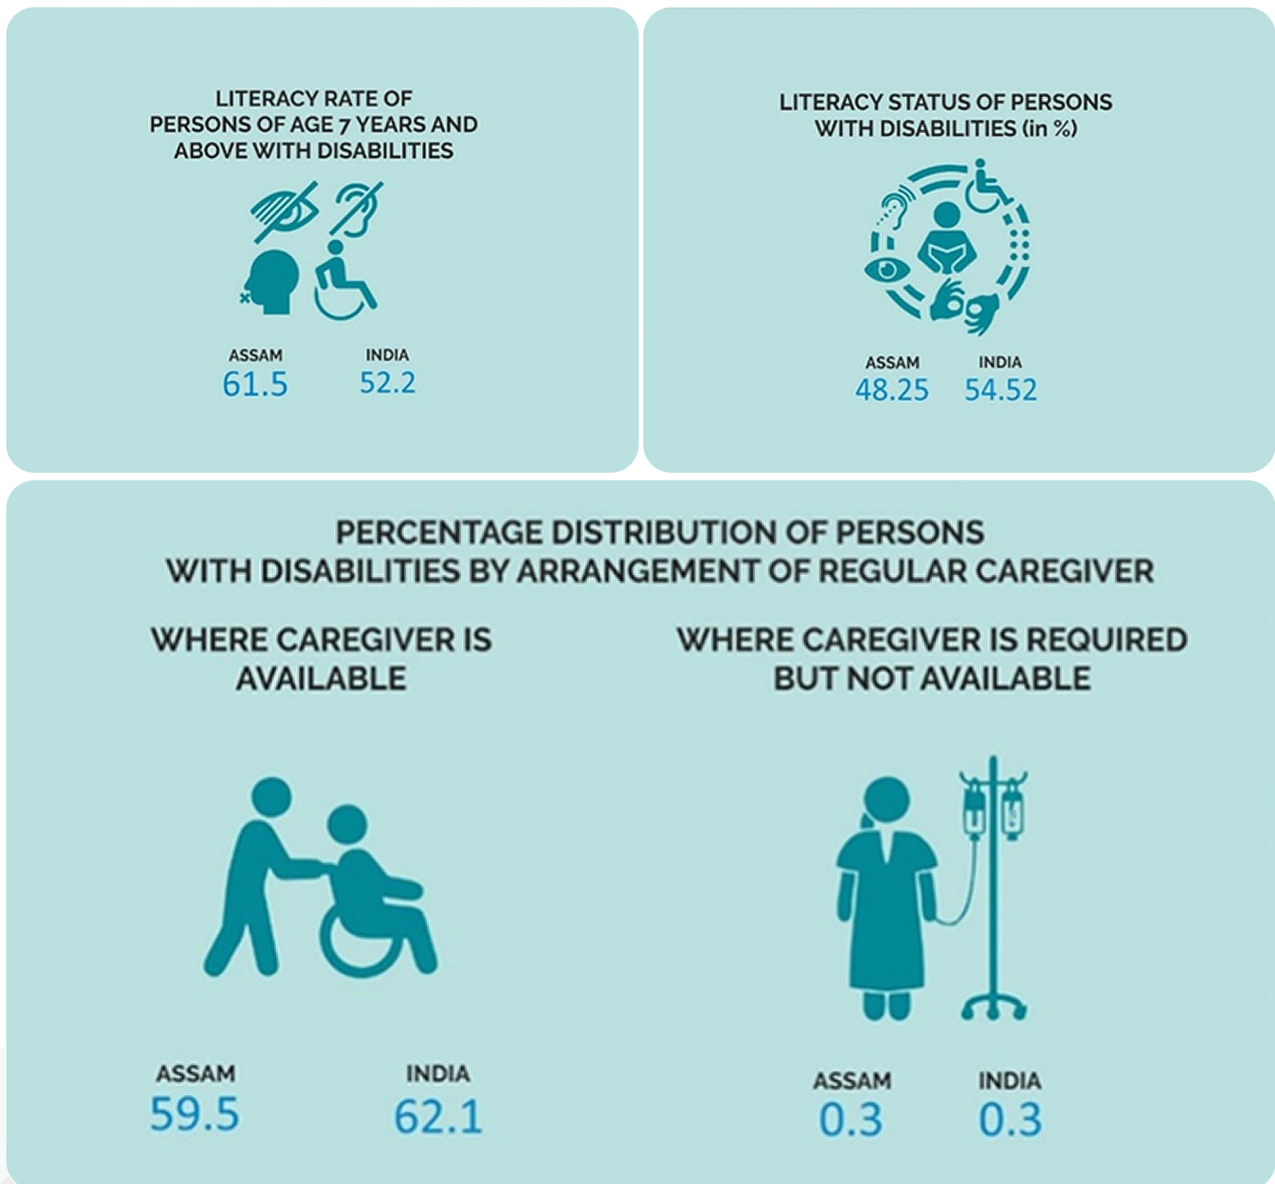 LITERACY RATE OF
PERSONS OF AGE 7 YEARS AND
ABOVE WITH DISABILITIES
ASSAM INDIA
61.5 52.2
LITERACY STATUS OF PERSONS
WITH DISABILITIES (in %)
ASSAM INDIA
48.25 54.52
PERCENTAGE DISTRIBUTION OF PERSONS
WITH DISABILITIES BY ARRANGEMENT OF REGULAR CAREGIVER
WHERE CAREGIVER IS
AVAILABLE
ASSAM INDIA
59.5 62.1
WHERE CAREGIVER IS REQUIRED
BUT NOT AVAILABLE
ASSAM INDIA
0.3 0.3